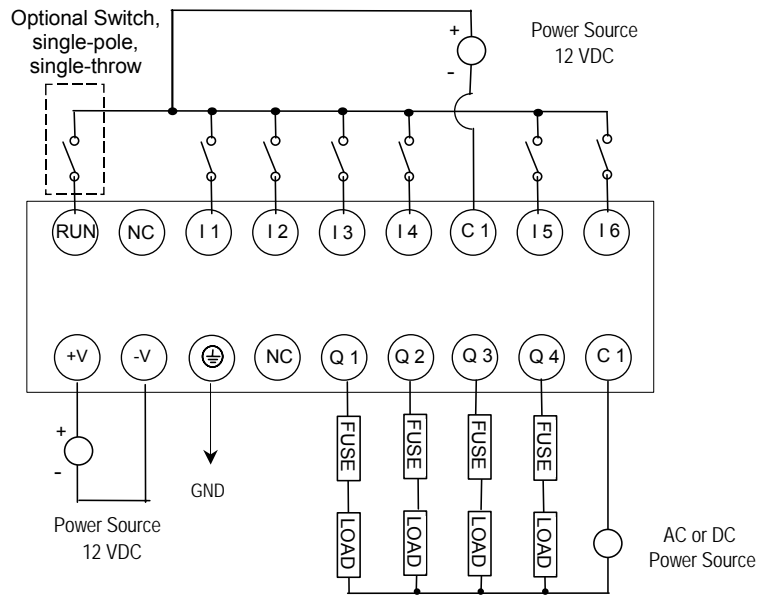 Optional Switch,
single-pole,
single-throw
+
-
Power Source
12 VDC
RUN
NC
I 1
I 2
I 3
I 4
C 1
I 5
I 6
+V
-V
NC
Q 1
Q 2
Q 3
Q 4
C 1
+
-
GND
FUSE
FUSE
FUSE
FUSE
LOAD
LOAD
LOAD
LOAD
Power Source
12 VDC
AC or DC
Power Source